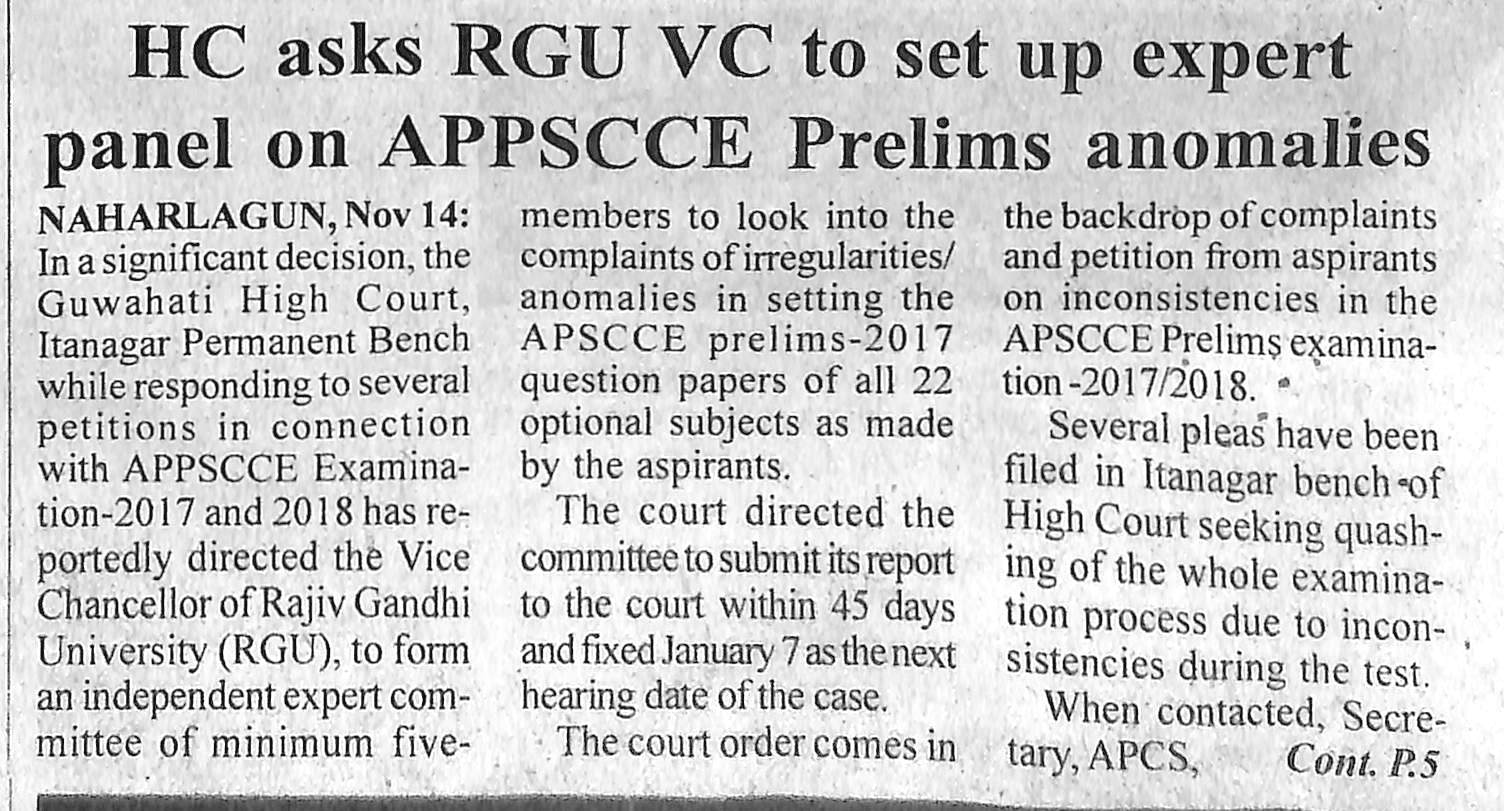 HC asks RGU VC to set up expert
panel on APPSCCE Prelims anomalies
NAHARLAGUN, Nov 14:
In a significant decision, the
Guwahati High Court,
Itanagar Permanent Bench
while responding to several
petitions in connection
with APPSCCE Examina-
tion-2017 and 2018 has re-
portedly directed the Vice
Chancellor of Rajiv Gandhi
University (RGU), to form
an independent expert com-
mittee of minimum five-
members to look into the
complaints of irregularities/
anomalies in setting the
APSCCE prelims-2017
question papers of all 22
optional subjects as made
by the aspirants.
The court directed the
committee to submit its report
to the court within 45 days
and fixed January 7 as the next
hearing date of the case.
The court order comes in
the backdrop of complaints
and petition from aspirants
on inconsistencies in the
APSCCE Prelims examina-
tion -2017/2018.
Several pleas have been
filed in Itanagar bench of
High Court seeking quash-
ing of the whole examina-
tion process due to incon-
sistencies during the test.
When contacted, Secre-
tary, APCS, Cont. P.5